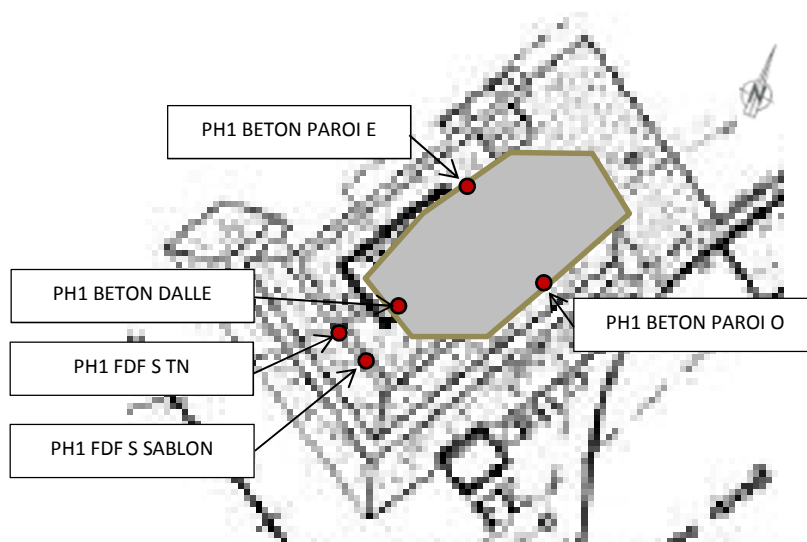 N
PH1 BETON PAROI E
PH1 BETON DALLE
PH1 BETON PAROI O
PH1 FDF S TN
PH1 FDF S SABLON